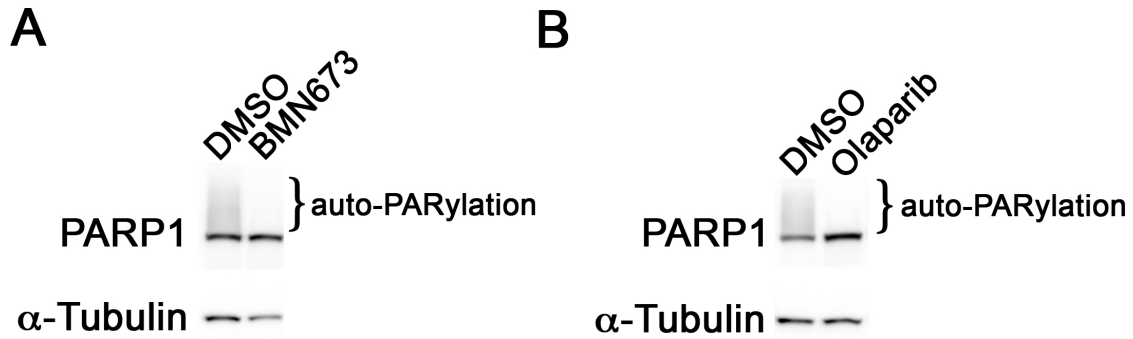 A
DMSO
BMN673
auto-PARylation
PARP1
α-Tubulin
B
DMSO
Olaparib
auto-PARylation
PARP1
α-Tubulin